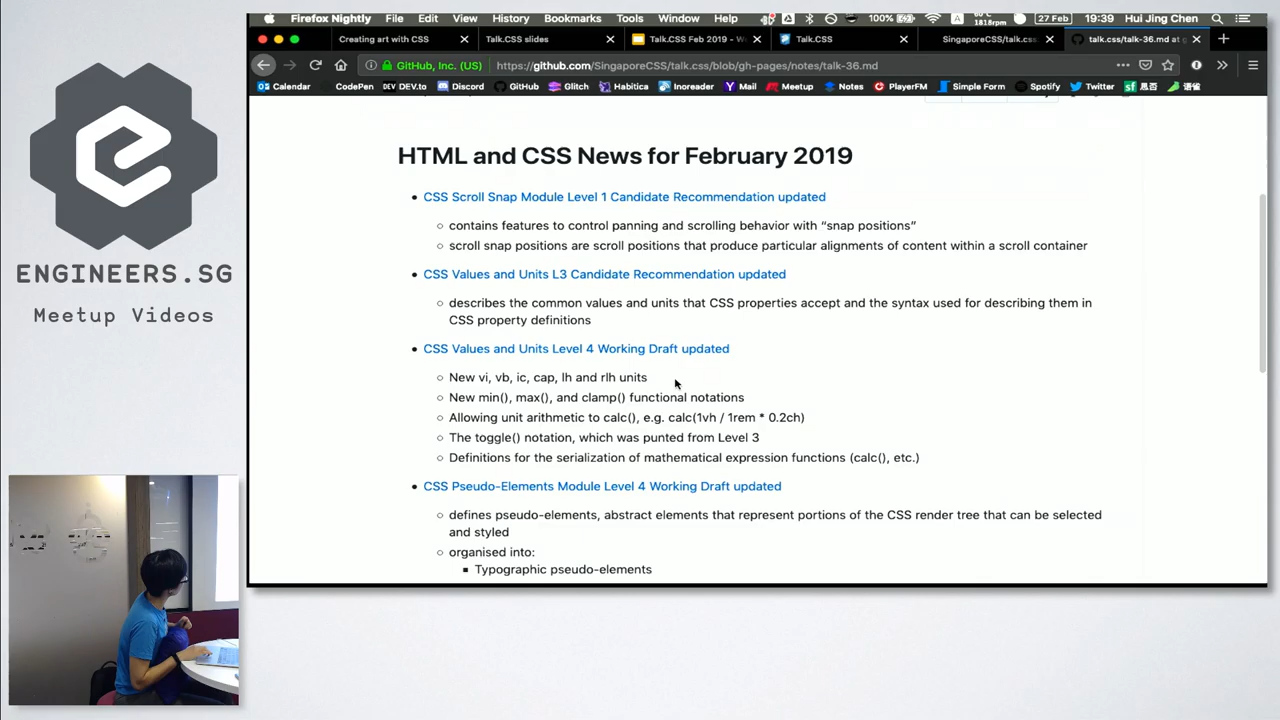 Firefox Nightly File Edit View History Bookmarks Tools Window Help 100% 27 Feb 19:39 Hui Jing Chen
1818rpm
Creating art with CSS
Talk.CSS slides
Talk.CSS Feb 2019 - W
Talk.CSS
SingaporeCSS/talk.css
talk.css/talk-36.md at g
GitHub, Inc. (US) https://github.com/SingaporeCSS/talk.css/blob/gh-pages/notes/talk-36.md
Calendar CodePen DEV.to Discord GitHub Glitch Habitica Inoreader Mail Meetup Notes PlayerFM Simple Form Spotify Twitter 思否 语雀
HTML and CSS News for February 2019
CSS Scroll Snap Module Level 1 Candidate Recommendation updated
contains features to control panning and scrolling behavior with “snap positions”
scroll snap positions are scroll positions that produce particular alignments of content within a scroll container
CSS Values and Units L3 Candidate Recommendation updated
describes the common values and units that CSS properties accept and the syntax used for describing them in
CSS property definitions
CSS Values and Units Level 4 Working Draft updated
New vi, vb, ic, cap, lh and rlh units
New min(), max(), and clamp() functional notations
Allowing unit arithmetic to calc(), e.g. calc(1vh / 1rem * 0.2ch)
The toggle() notation, which was punted from Level 3
Definitions for the serialization of mathematical expression functions (calc(), etc.)
CSS Pseudo-Elements Module Level 4 Working Draft updated
defines pseudo-elements, abstract elements that represent portions of the CSS render tree that can be selected
and styled
organised into:
Typographic pseudo-elements
ENGINEERS.SG
Meetup Videos